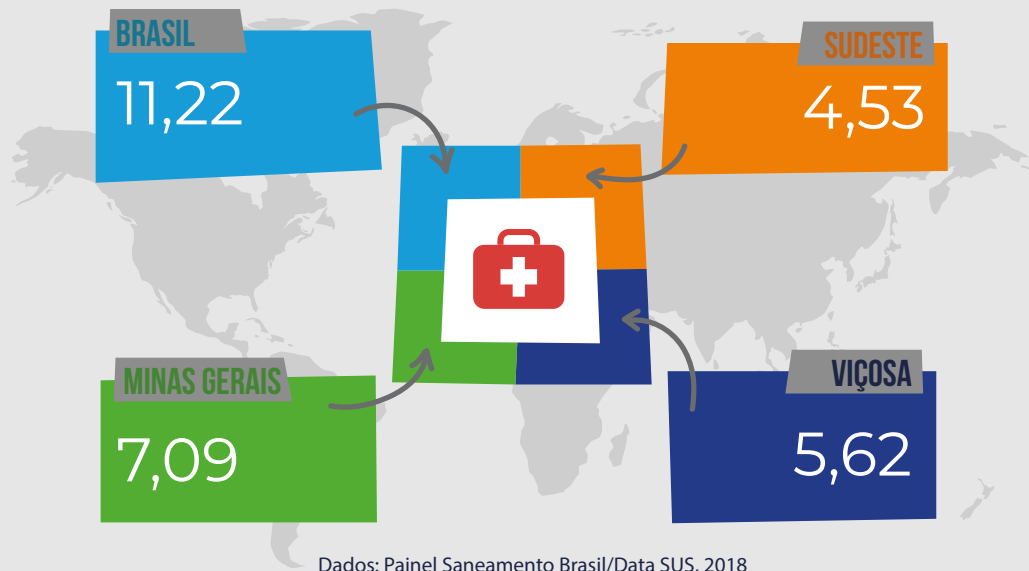 BRASIL
11,22
SUDESTE
4,53
MINAS GERAIS
7,09
VIÇOSA
5,62
Dados: Painel Saneamento Brasil/Data SUS, 2018